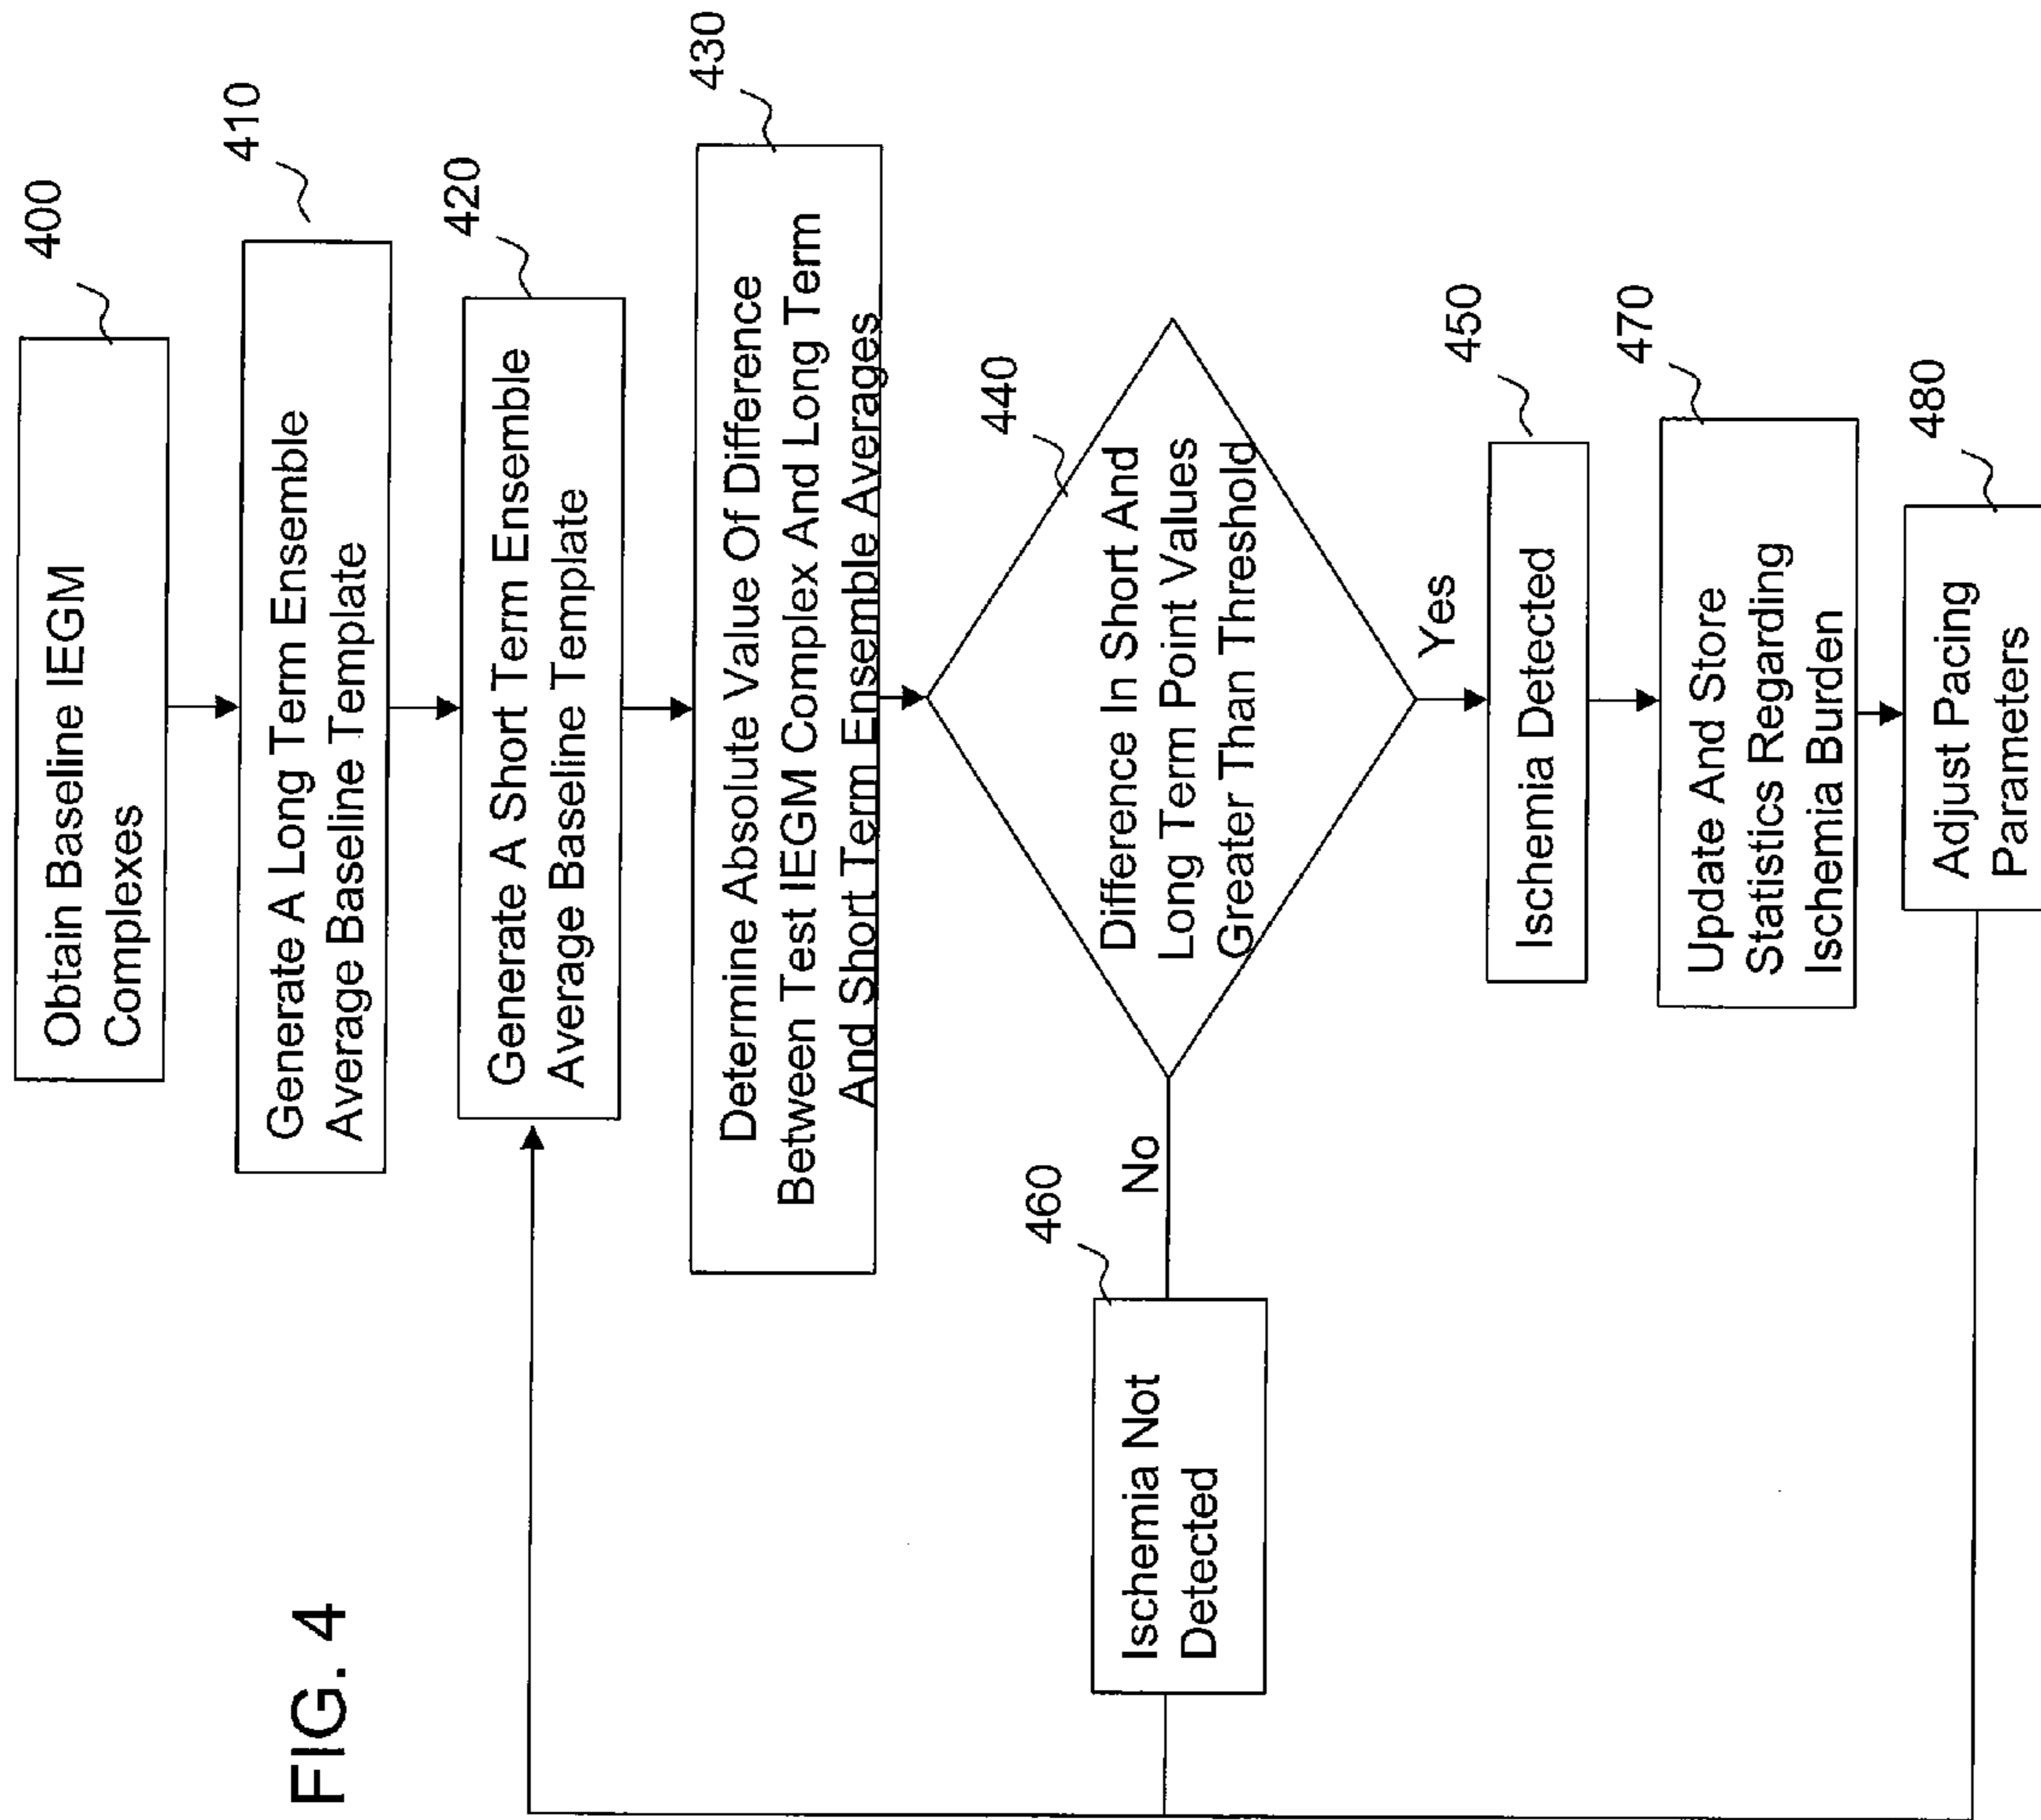 FIG. 4
400
Obtain Baseline IEGM
Complexes
410
Generate A Long Term Ensemble
Average Baseline Template
420
Generate A Short Term Ensemble
Average Baseline Template
430
Determine Absolute Value Of Difference
Between Test IEGM Complex And Long Term
And Short Term Ensemble Averages
440
Difference In Short And
Long Term Point Values
Greater Than Threshold
No
460
Ischemia Not
Detected
Yes
450
Ischemia Detected
470
Update And Store
Statistics Regarding
Ischemia Burden
480
Adjust Pacing
Parameters